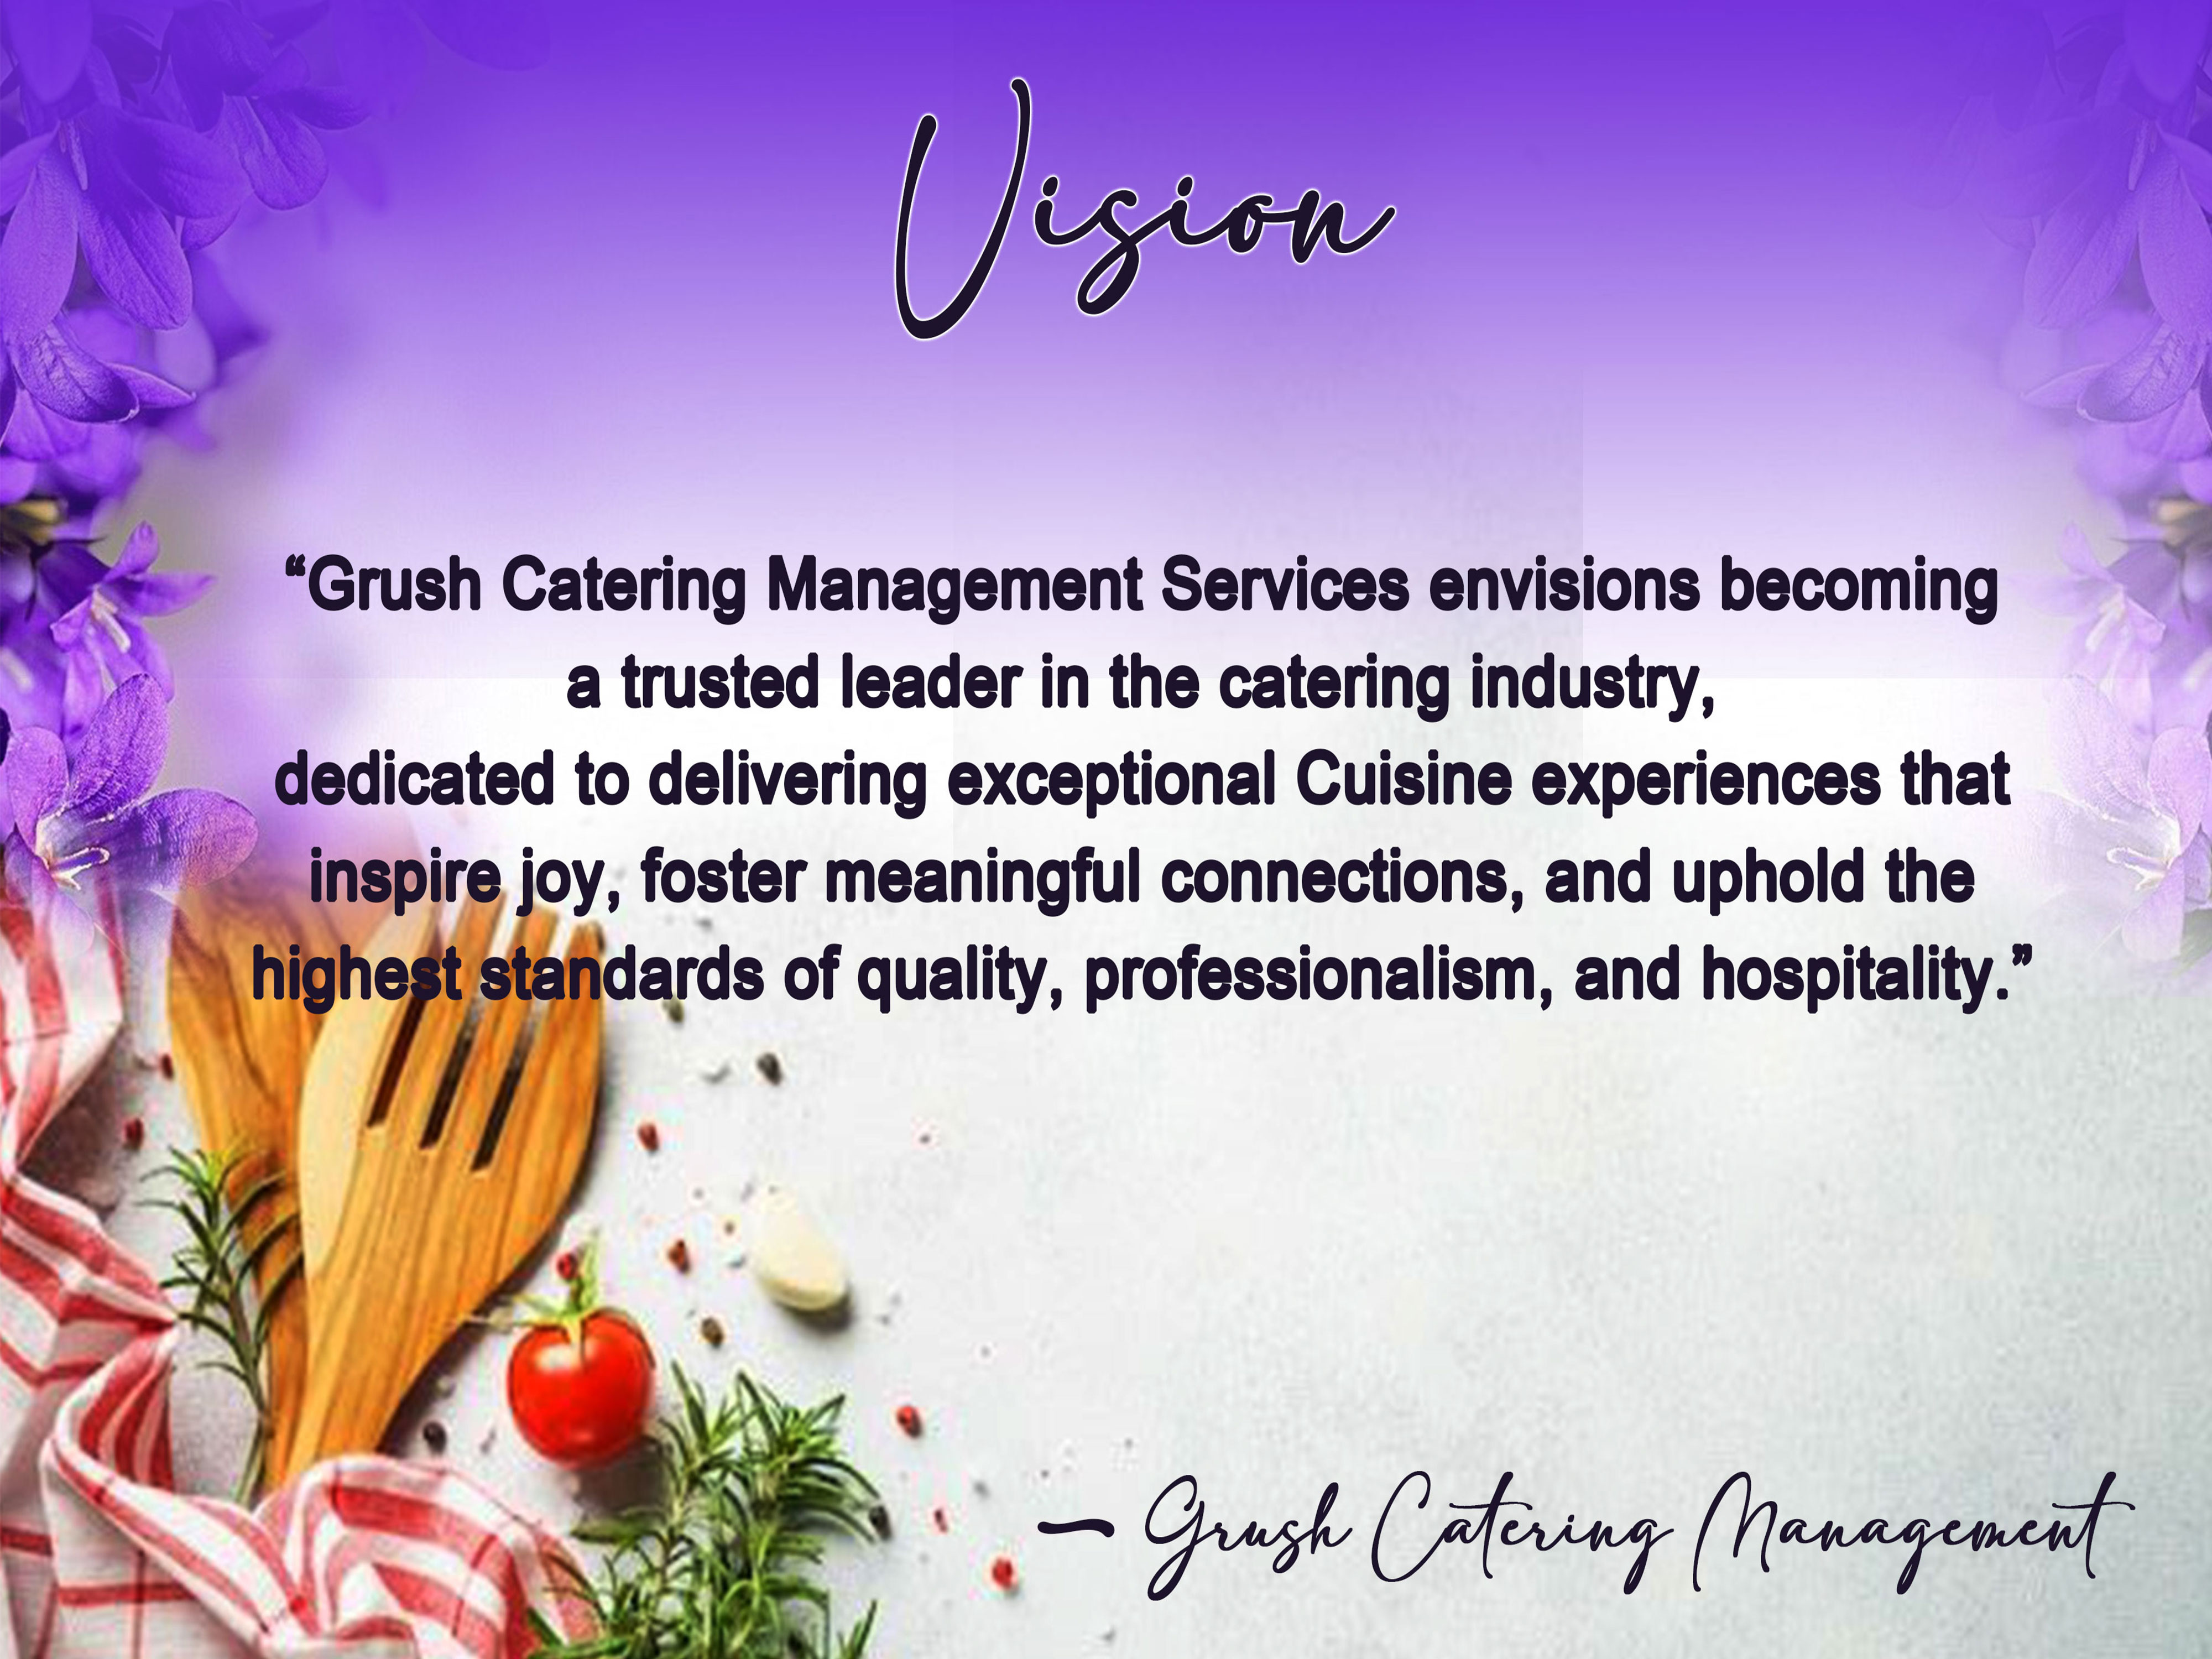 Vision
“Grush Catering Management Services envisions becoming
a trusted leader in the catering industry,
dedicated to delivering exceptional Cuisine experiences that
inspire joy, foster meaningful connections, and uphold the
highest standards of quality, professionalism, and hospitality.”
— Grush Catering Management